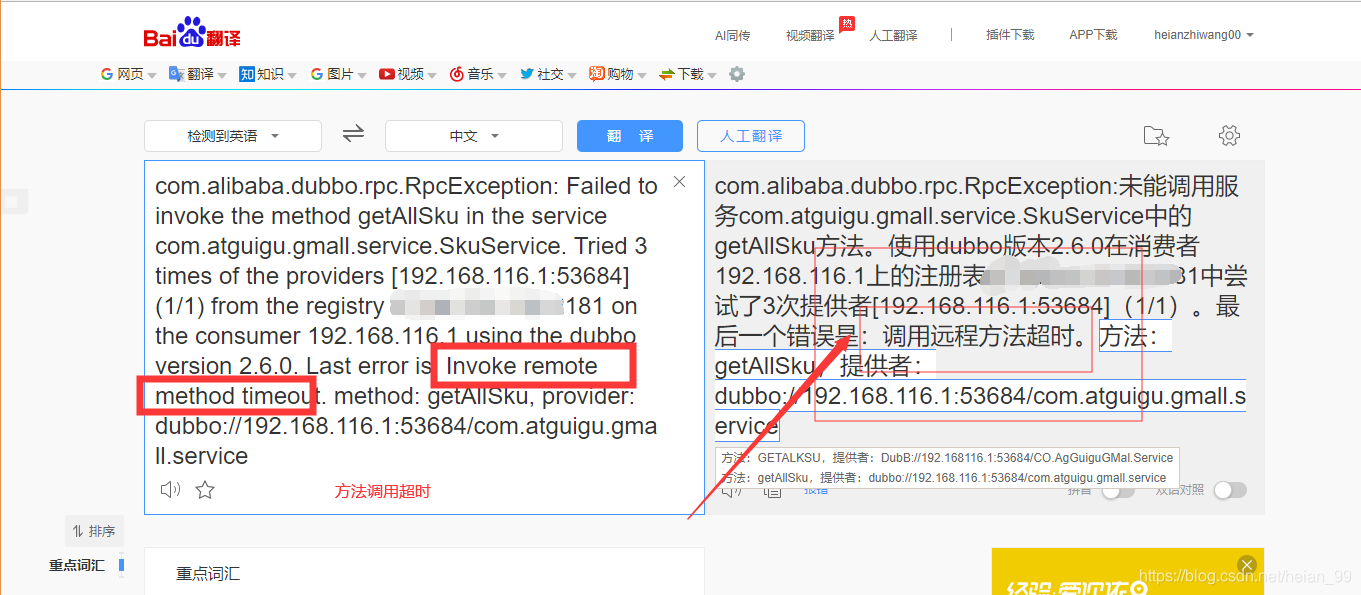 Bai du 翻译
AI同传 视频翻译 热 人工翻译 插件下载 APP下载 heianzhiwang00
网页 翻译 知 知识 图片 视频 音乐 社交 淘 购物 下载
检测到英语 中文 翻 译 人工翻译
com.alibaba.dubbo.rpc.RpcException: Failed to
invoke the method getAllSku in the service
com.atguigu.gmall.service.SkuService. Tried 3
times of the providers [192.168.116.1:53684]
(1/1) from the registry 181 on
the consumer 192.168.116.1 using the dubbo
version 2.6.0. Last error is Invoke remote
method timeout. method: getAllSku, provider:
dubbo://192.168.116.1:53684/com.atguigu.gma
ll.service
方法调用超时
com.alibaba.dubbo.rpc.RpcException:未能调用服
务com.atguigu.gmall.service.SkuService中的
getAllSku方法。使用dubbo版本2.6.0在消费者
192.168.116.1上的注册表 81中尝
试了3次提供者[192.168.116.1:53684]（1/1）。最
后一个错误是：调用远程方法超时。方法：
getAllSku，提供者：
dubbo://192.168.116.1:53684/com.atguigu.gmall.s
ervice
方法：GETALKSU，提供者：DubB://192.168116.1:53684/CO.AgGuiguGMal.Service
方法：getAllSku，提供者：dubbo://192.168.116.1:53684/com.atguigu.gmall.service
报错 拼音 双语对照
排序
重点词汇
重点词汇
https://blog.csdn.net/heian_99